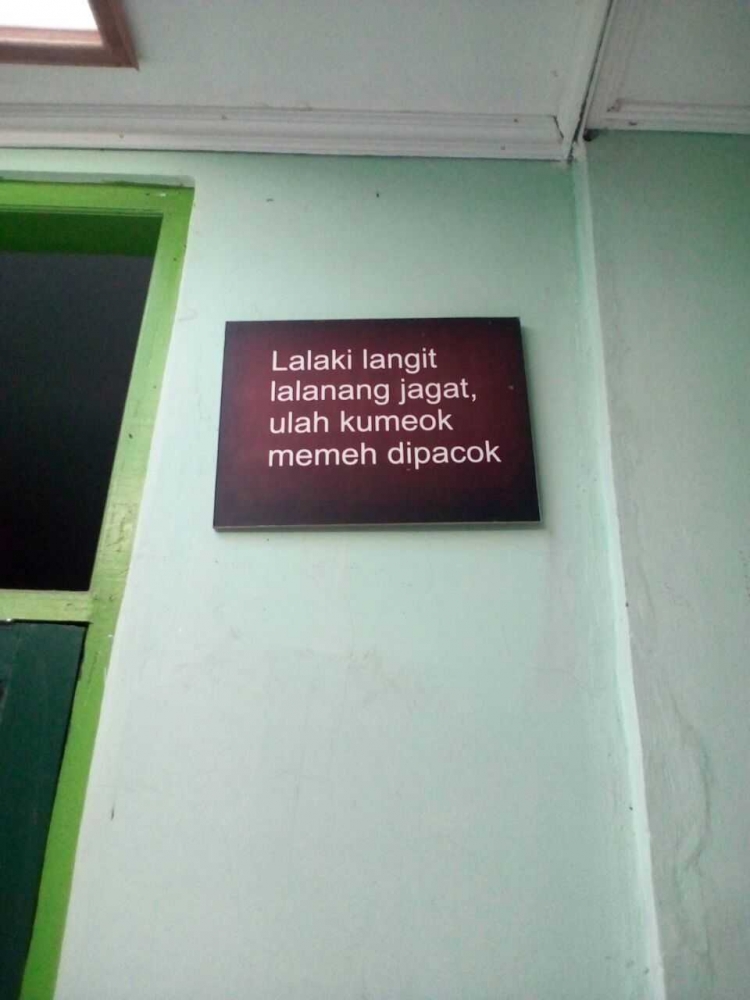 Lalaki langit
lalanang jagat,
ulah kumeok
memeh dipacok